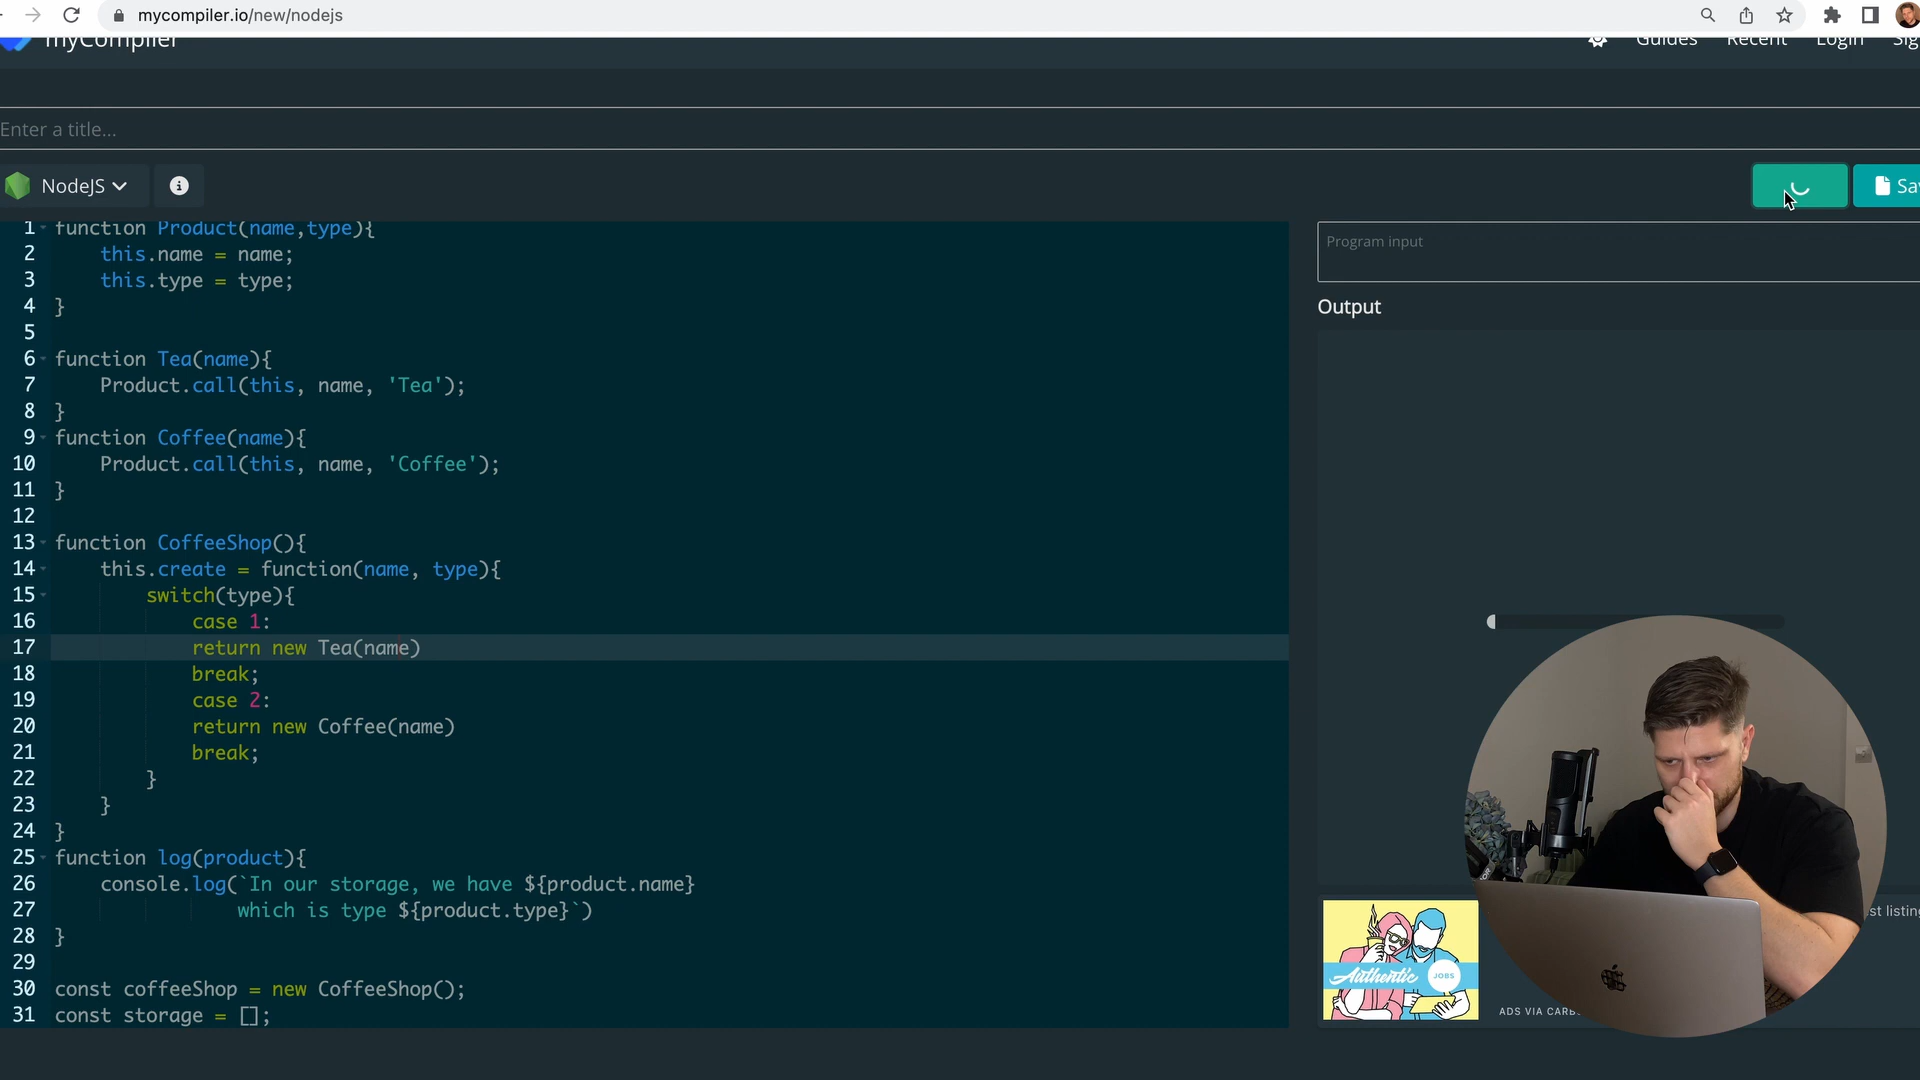 mycompiler.io/new/nodejs
myCompiler
Guides Recent Login
Enter a title...
NodeJS
1 function Product(name,type){
2 this.name = name;
3 this.type = type;
4 }
5
6 function Tea(name){
7 Product.call(this, name, 'Tea');
8 }
9 function Coffee(name){
10 Product.call(this, name, 'Coffee');
11 }
12
13 function CoffeeShop(){
14 this.create = function(name, type){
15 switch(type){
16 case 1:
17 return new Tea(name)
18 break;
19 case 2:
20 return new Coffee(name)
21 break;
22 }
23 }
24 }
25 function log(product){
26 console.log(`In our storage, we have ${product.name}
27 which is type ${product.type}`)
28 }
29
30 const coffeeShop = new CoffeeShop();
31 const storage = [];
Program input
Output
Authentic JOBS
ADS VIA